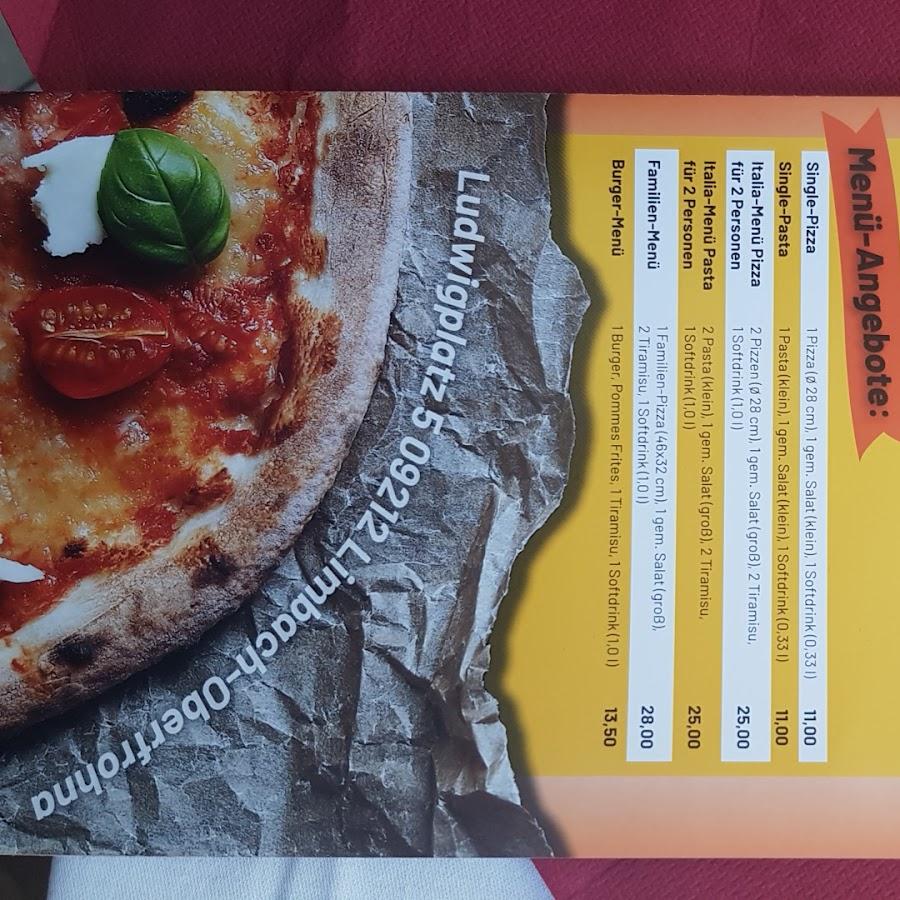 Menü-Angebote:
Single-Pizza 1 Pizza (Ø 28 cm), 1 gem. Salat (klein), 1 Softdrink (0,33 l) 11,00
Single-Pasta 1 Pasta (klein), 1 gem. Salat (klein), 1 Softdrink (0,33 l) 11,00
Italia-Menü Pizza 2 Pizzen (Ø 28 cm), 1 gem. Salat (groß), 2 Tiramisu,
für 2 Personen 1 Softdrink (1,0 l) 25,00
Italia-Menü Pasta 2 Pasta (klein), 1 gem. Salat (groß), 2 Tiramisu,
für 2 Personen 1 Softdrink (1,0 l) 25,00
Familien-Menü 1 Familien-Pizza (46x32 cm), 1 gem. Salat (groß),
2 Tiramisu, 1 Softdrink (1,0 l) 28,00
Burger-Menü 1 Burger, Pommes Frites, 1 Tiramisu, 1 Softdrink (1,0 l) 13,50
Ludwigplatz 5 09212 Limbach-Oberfrohna